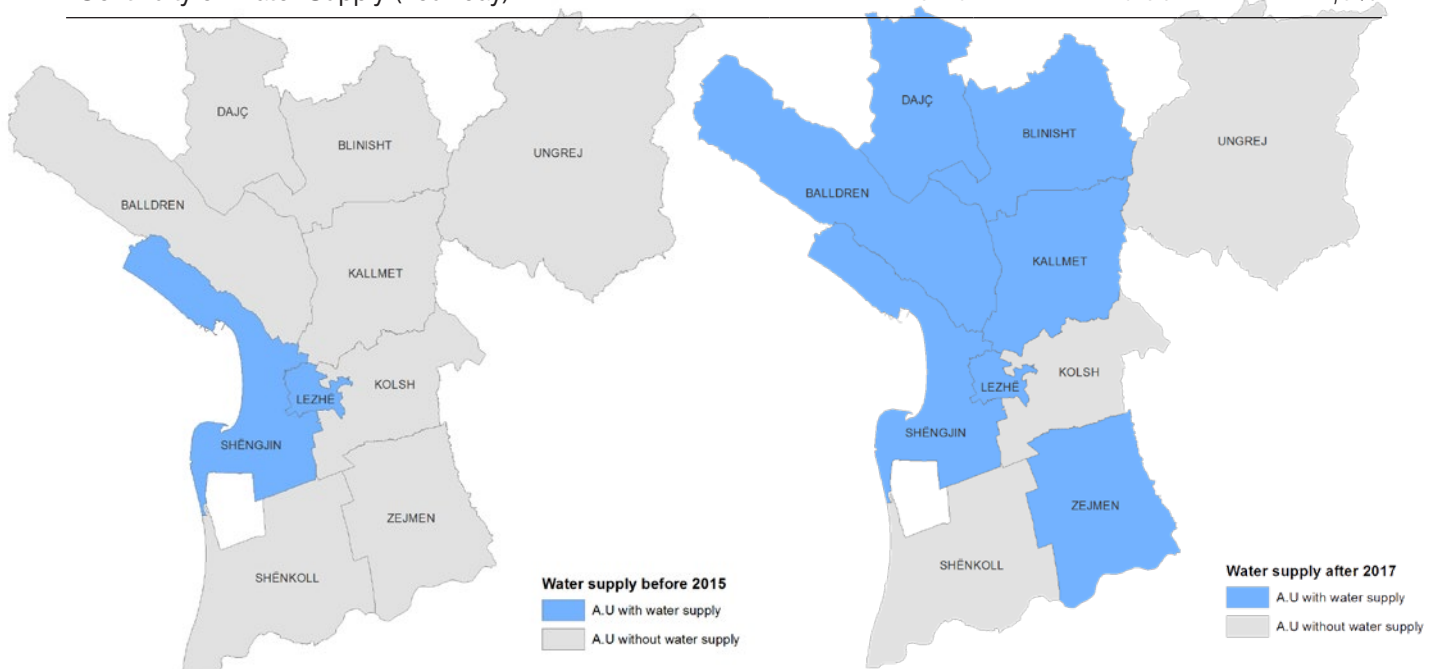 DAJÇ
BLINISHT
UNGREJ
BALLDREN
KALLMET
KOLSH
LEZHË
SHËNGJIN
ZEJMEN
SHËNKOLL
Water supply before 2015
A.U with water supply
A.U without water supply
DAJÇ
BLINISHT
UNGREJ
BALLDREN
KALLMET
KOLSH
LEZHË
SHËNGJIN
ZEJMEN
SHËNKOLL
Water supply after 2017
A.U with water supply
A.U without water supply